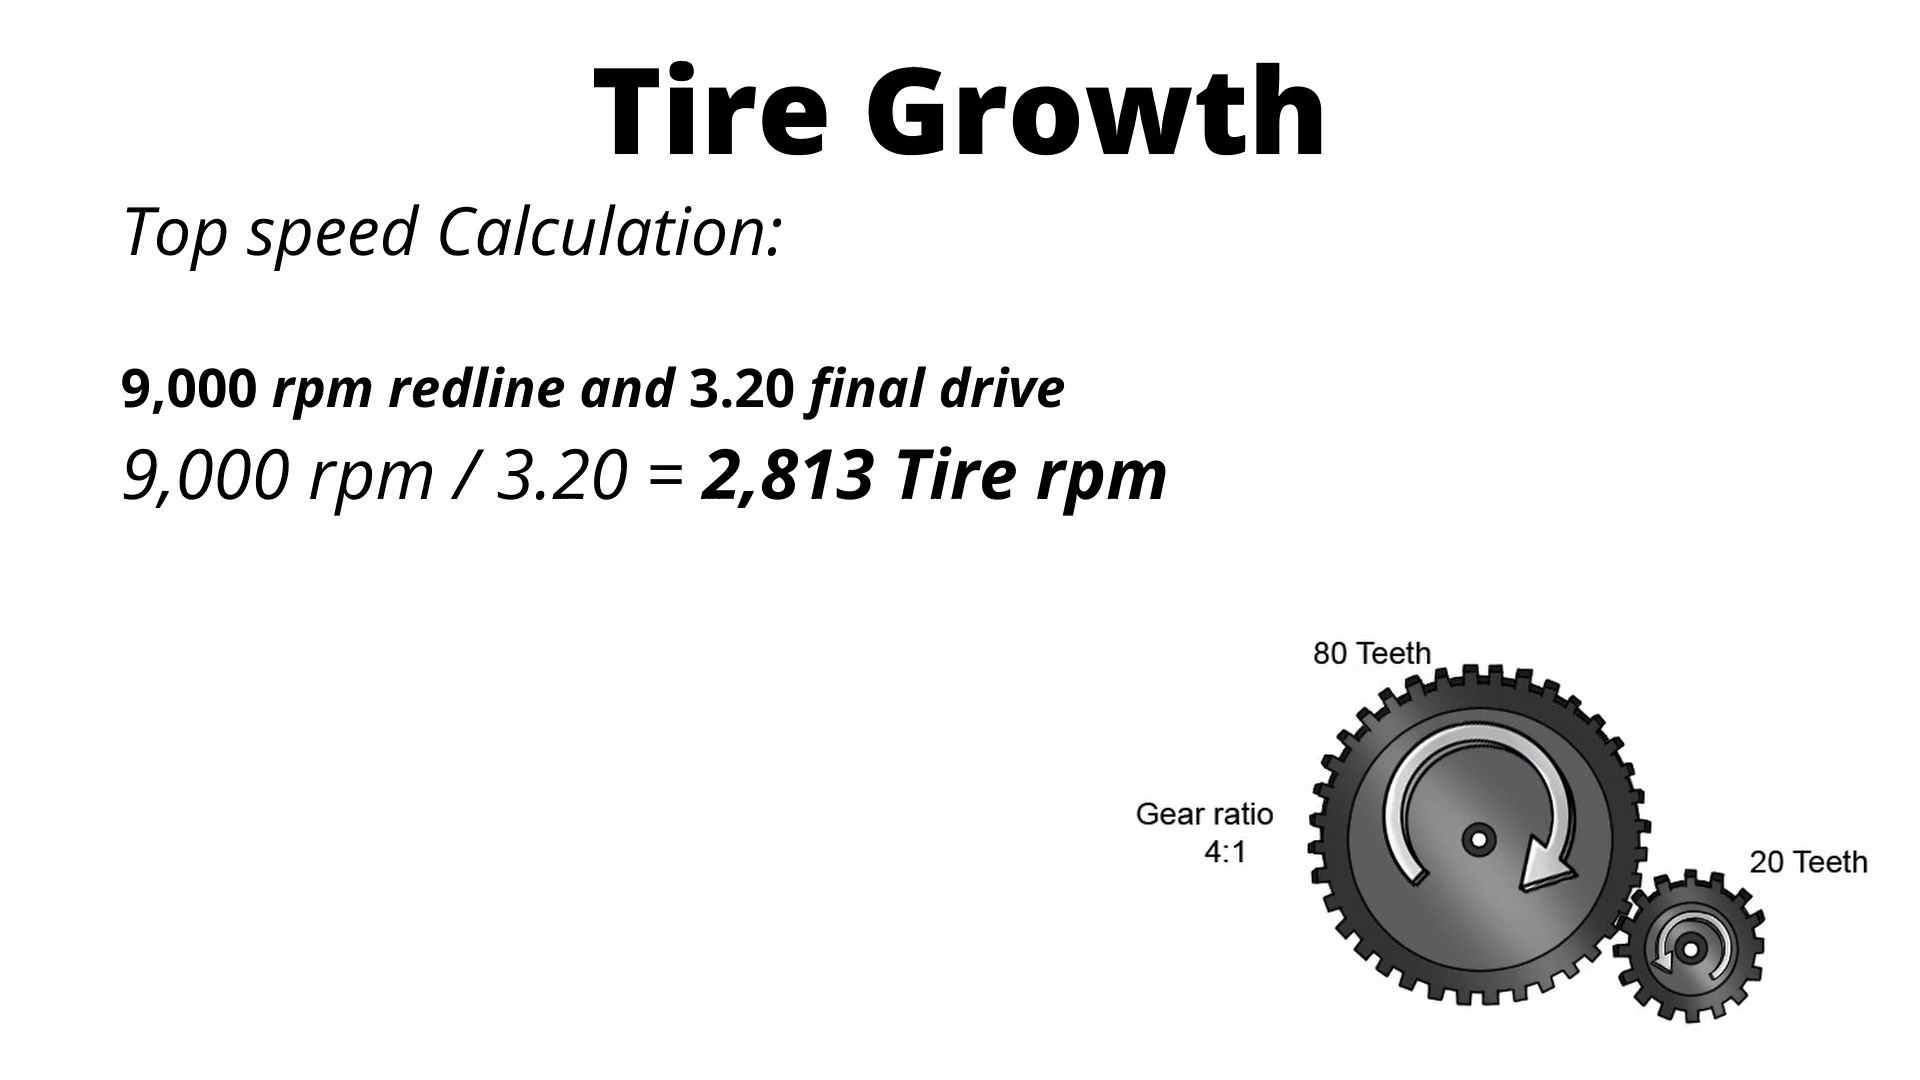 Tire Growth
Top speed Calculation:
9,000 rpm redline and 3.20 final drive
9,000 rpm / 3.20 = 2,813 Tire rpm
80 Teeth
Gear ratio
4:1
20 Teeth